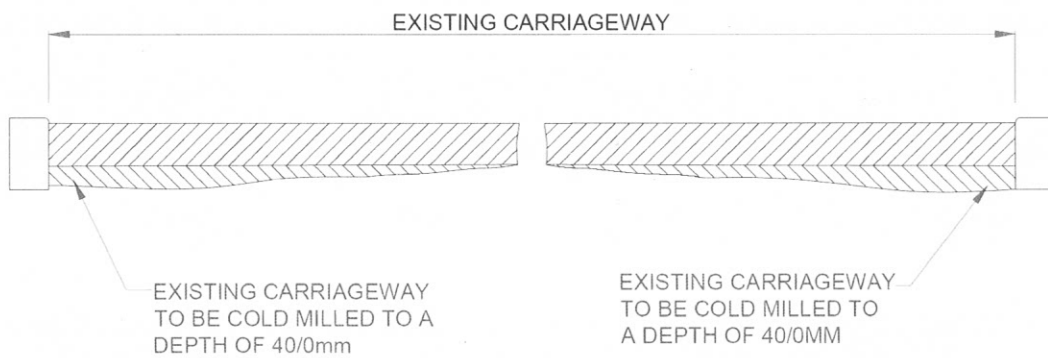 EXISTING CARRIAGEWAY
EXISTING CARRIAGEWAY
TO BE COLD MILLED TO A
DEPTH OF 40/0mm
EXISTING CARRIAGEWAY
TO BE COLD MILLED TO
A DEPTH OF 40/0MM